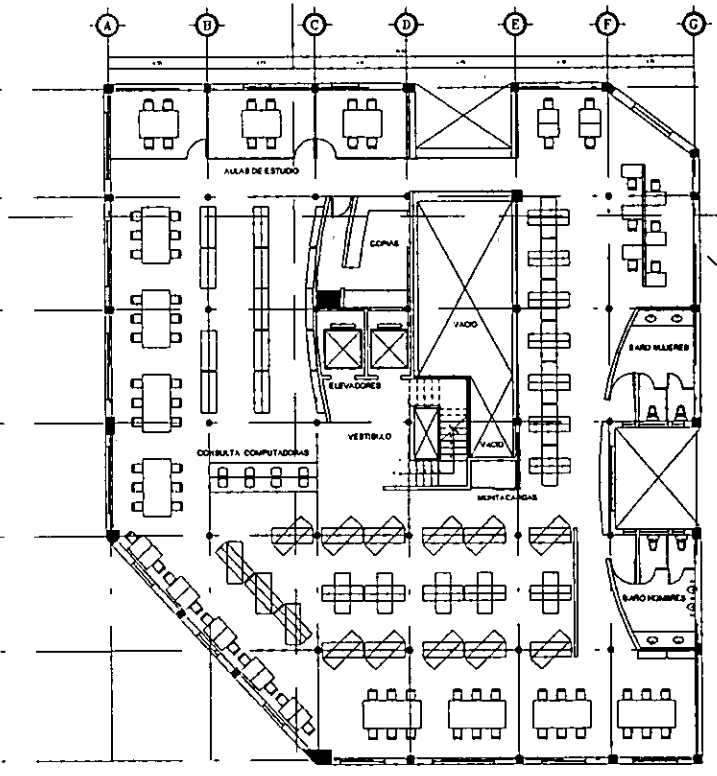 A B C D E F G
AULAS DE ESTUDIO
COPIAS
VACIO
BAÑO MUJERES
ELEVADORES
VESTIBULO
VACIO
CONSULTA COMPUTADORAS
MONTACARGAS
BAÑO HOMBRES